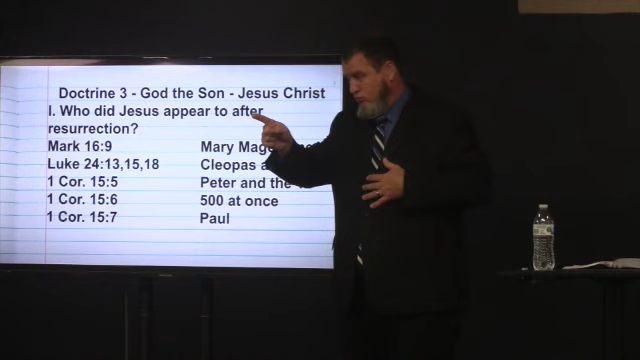 Doctrine 3 - God the Son - Jesus Christ
I. Who did Jesus appear to after
resurrection?
Mark 16:9 Mary
Luke 24:13,15,18 Cleopas
1 Cor. 15:5 Peter and the
1 Cor. 15:6 500 at once
1 Cor. 15:7 Paul